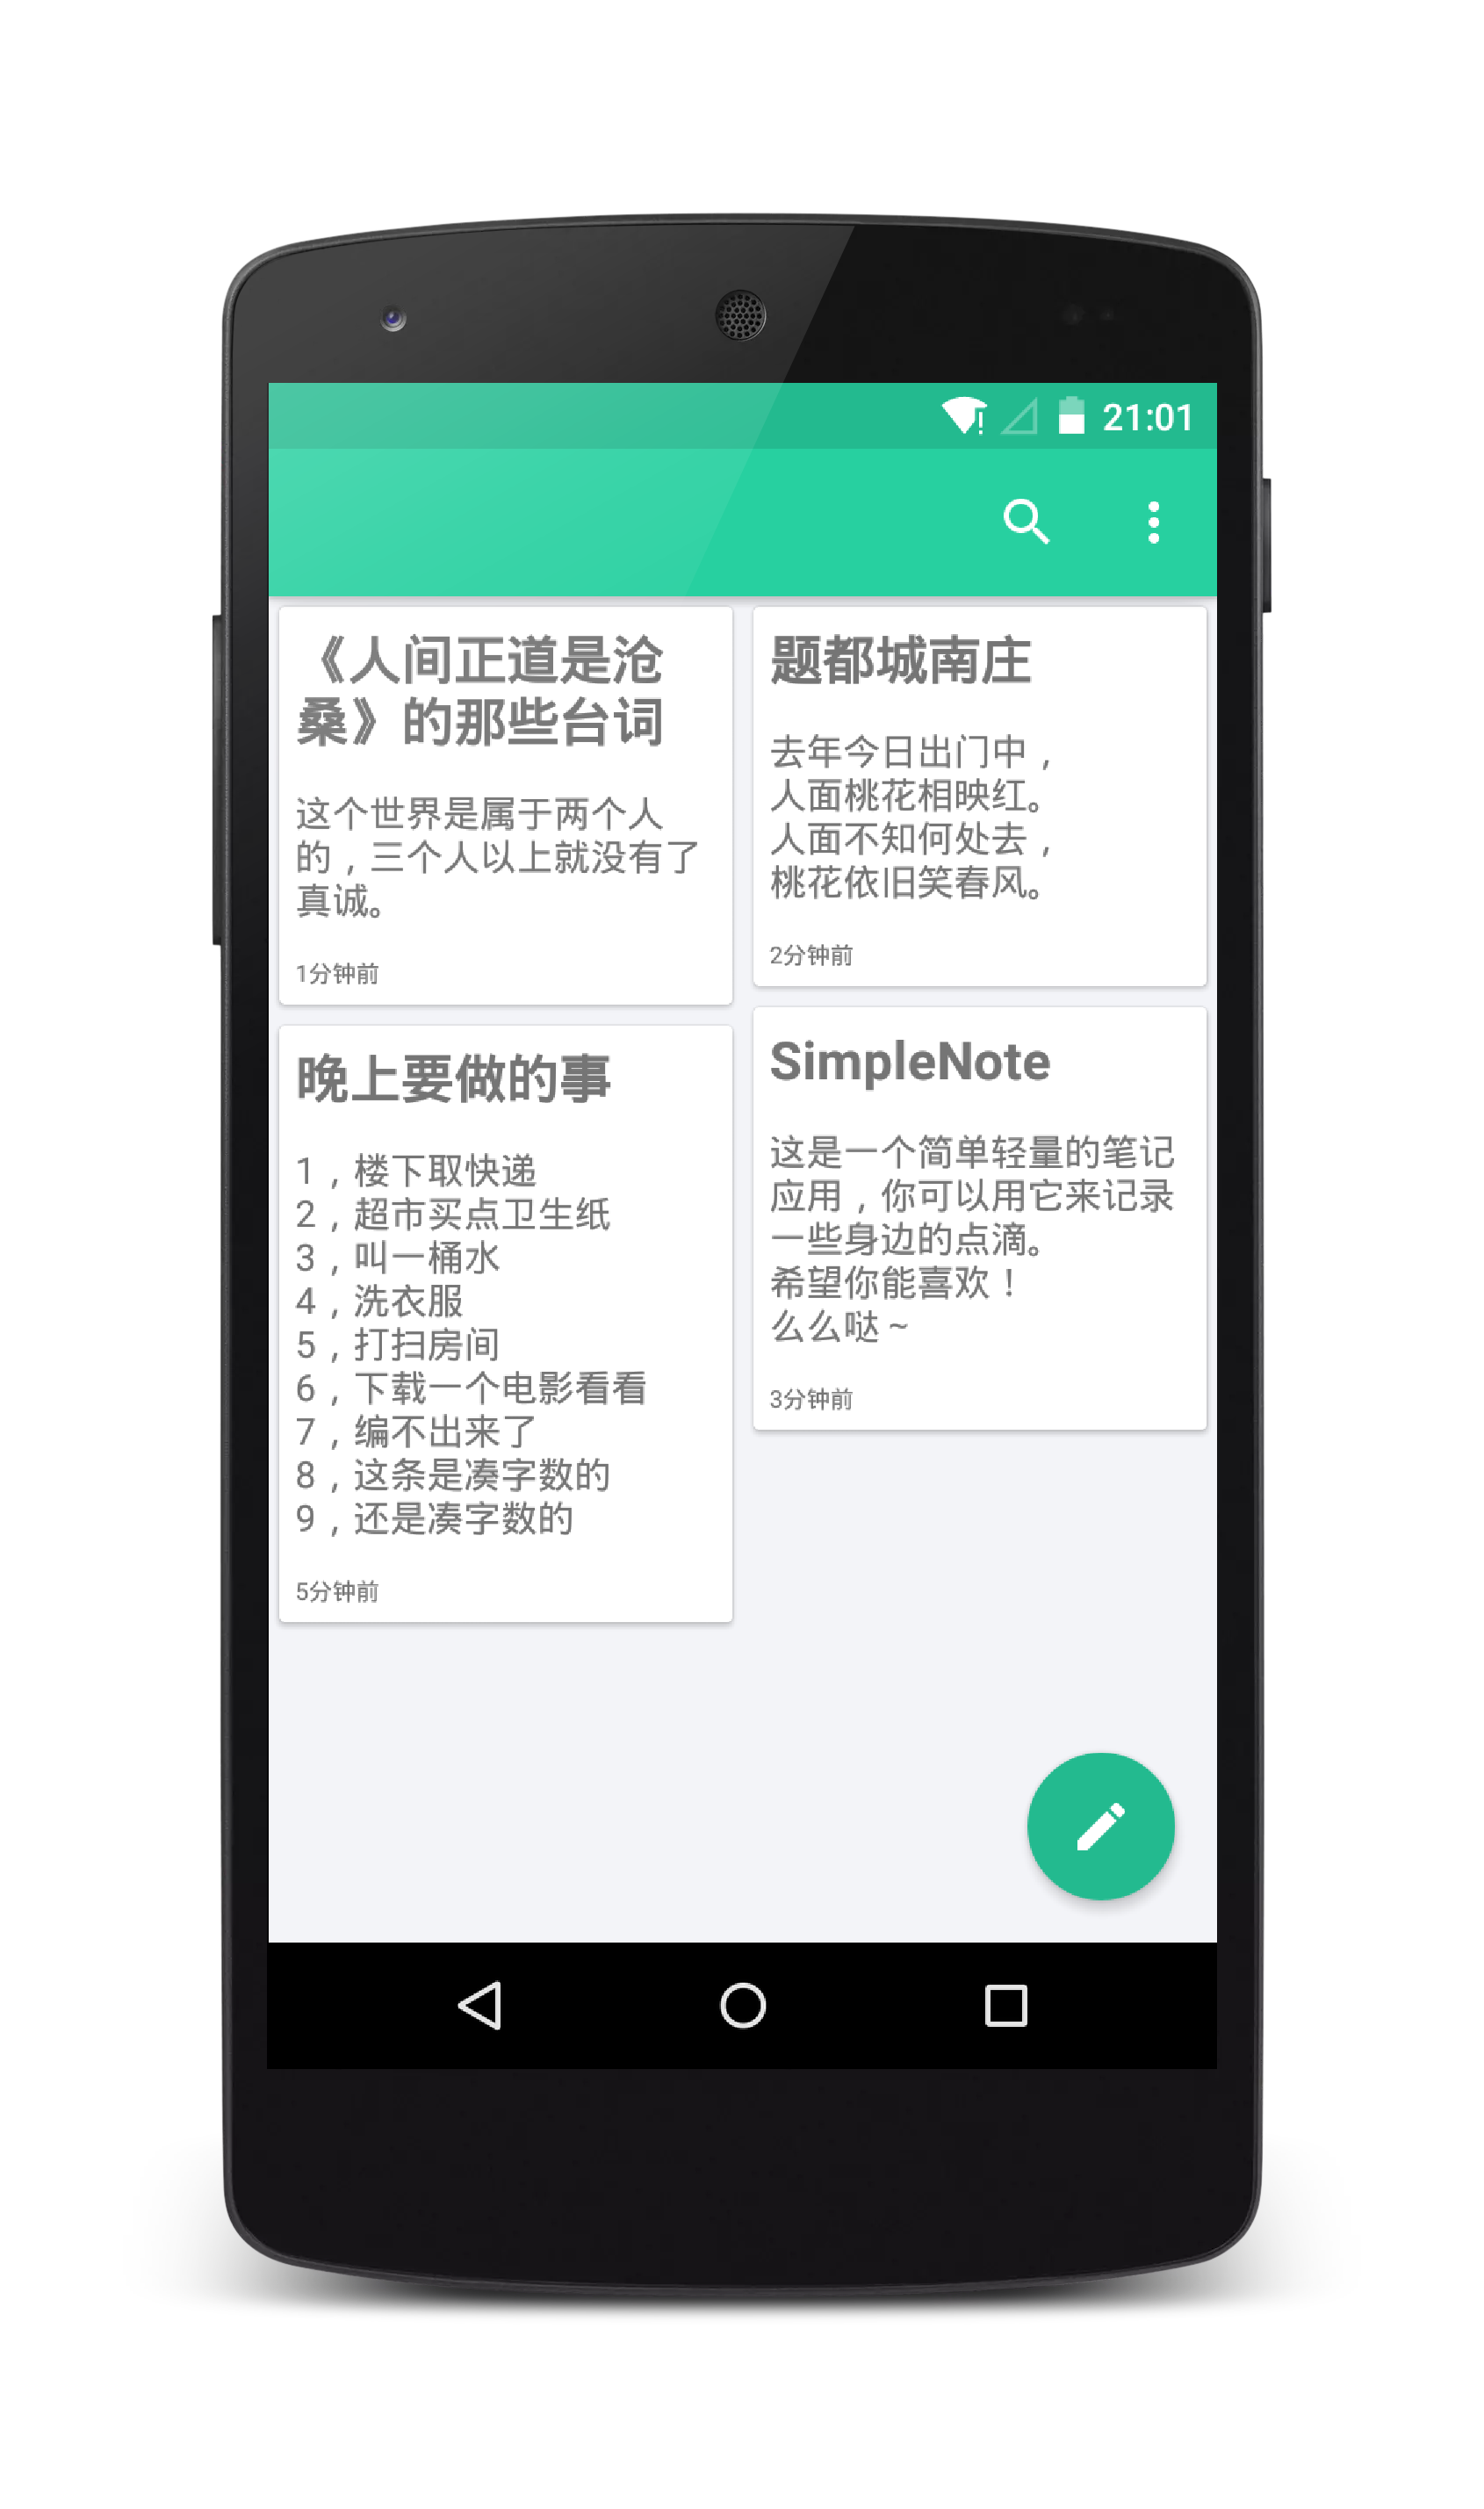 21:01
《人间正道是沧
桑》的那些台词
这个世界是属于两个人
的，三个人以上就没有了
真诚。
1分钟前
晚上要做的事
1，楼下取快递
2，超市买点卫生纸
3，叫一桶水
4，洗衣服
5，打扫房间
6，下载一个电影看看
7，编不出来了
8，这条是凑字数的
9，还是凑字数的
5分钟前
题都城南庄
去年今日出门中，
人面桃花相映红。
人面不知何处去，
桃花依旧笑春风。
2分钟前
SimpleNote
这是一个简单轻量的笔记
应用，你可以用它来记录
一些身边的点滴。
希望你能喜欢！
么么哒～
3分钟前